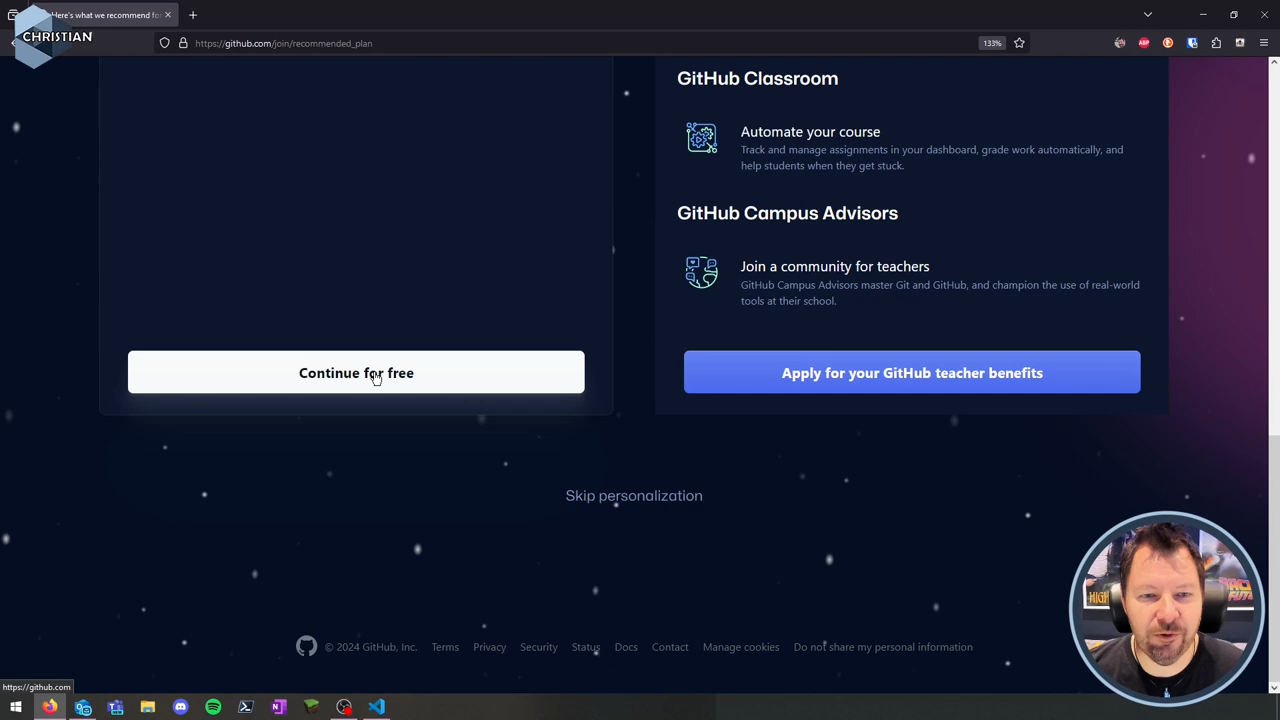 Here's what we recommend for
CHRISTIAN
https://github.com/join/recommended_plan
133%
ABP
GitHub Classroom
Automate your course
Track and manage assignments in your dashboard, grade work automatically, and
help students when they get stuck.
GitHub Campus Advisors
Join a community for teachers
GitHub Campus Advisors master Git and GitHub, and champion the use of real-world
tools at their school.
Continue for free
Apply for your GitHub teacher benefits
Skip personalization
© 2024 GitHub, Inc. Terms Privacy Security Status Docs Contact Manage cookies Do not share my personal information
https://github.com